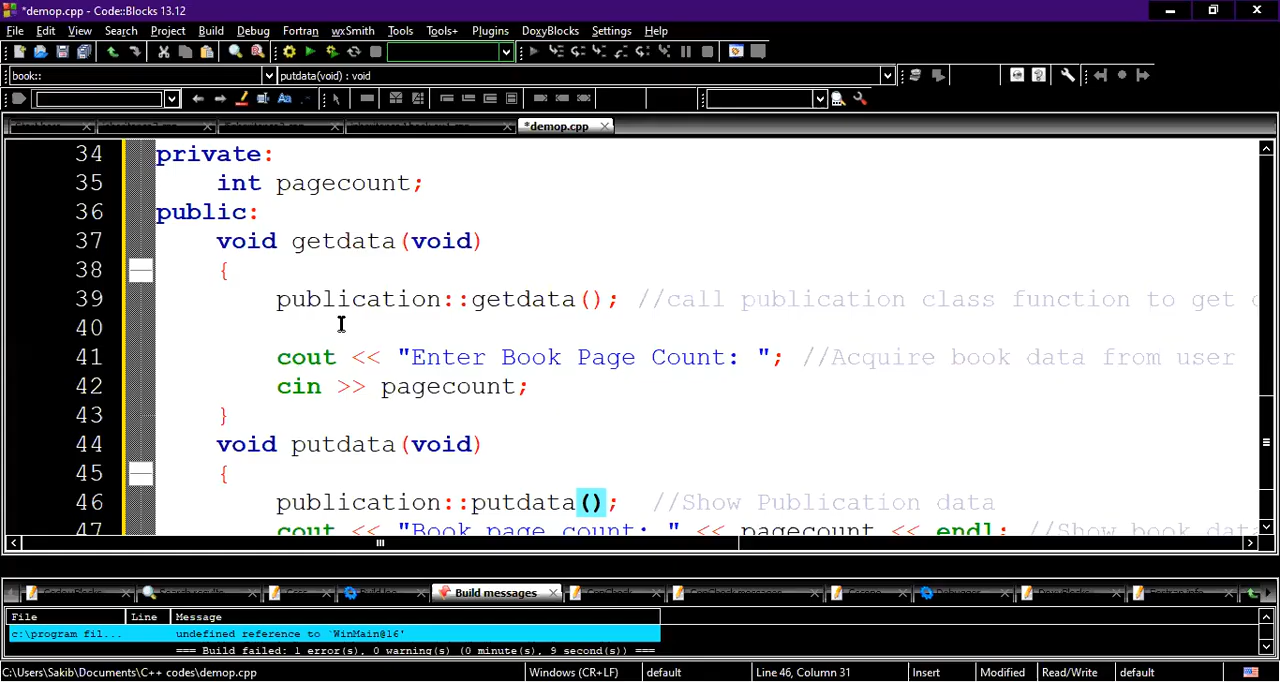 *demop.cpp - Code::Blocks 13.12
File Edit View Search Project Build Debug Fortran wxSmith Tools Tools+ Plugins DoxyBlocks Settings Help
book:: putdata(void) : void
*demop.cpp
34 private:
35 int pagecount;
36 public:
37 void getdata(void)
38 {
39 publication::getdata(); //call publication class function to get
40
41 cout << "Enter Book Page Count: "; //Acquire book data from user
42 cin >> pagecount;
43 }
44 void putdata(void)
45 {
46 publication::putdata(); //Show Publication data
47 cout << "Book page count: " << pagecount << endl; //Show book data
Build messages
File Line Message
c:\program fil... undefined reference to `WinMain@16'
=== Build failed: 1 error(s), 0 warning(s) (0 minute(s), 9 second(s)) ===
C:\Users\Sakib\Documents\C++ codes\demop.cpp Windows (CR+LF) default Line 46, Column 31 Insert Modified Read/Write default